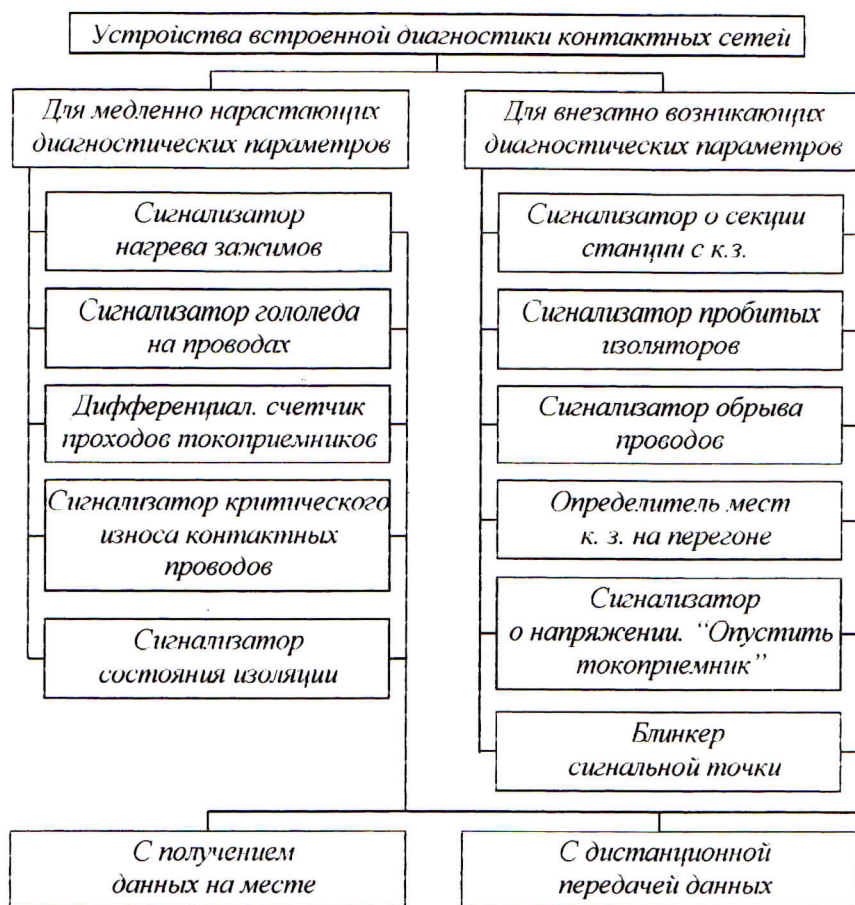 Устройства встроенной диагностики контактных сетей
Для медленно нарастающих
диагностических параметров
Сигнализатор
нагрева зажимов
Сигнализатор гололеда
на проводах
Дифференциал. счетчик
проходов токоприемников
Сигнализатор критического
износа контактных
проводов
Сигнализатор
состояния изоляции
Для внезапно возникающих
диагностических параметров
Сигнализатор о секции
станции с к.з.
Сигнализатор пробитых
изоляторов
Сигнализатор обрыва
проводов
Определитель мест
к. з. на перегоне
Сигнализатор
о напряжении. “Опустить
токоприемник”
Блинкер
сигнальной точки
С получением
данных на месте
С дистанционной
передачей данных